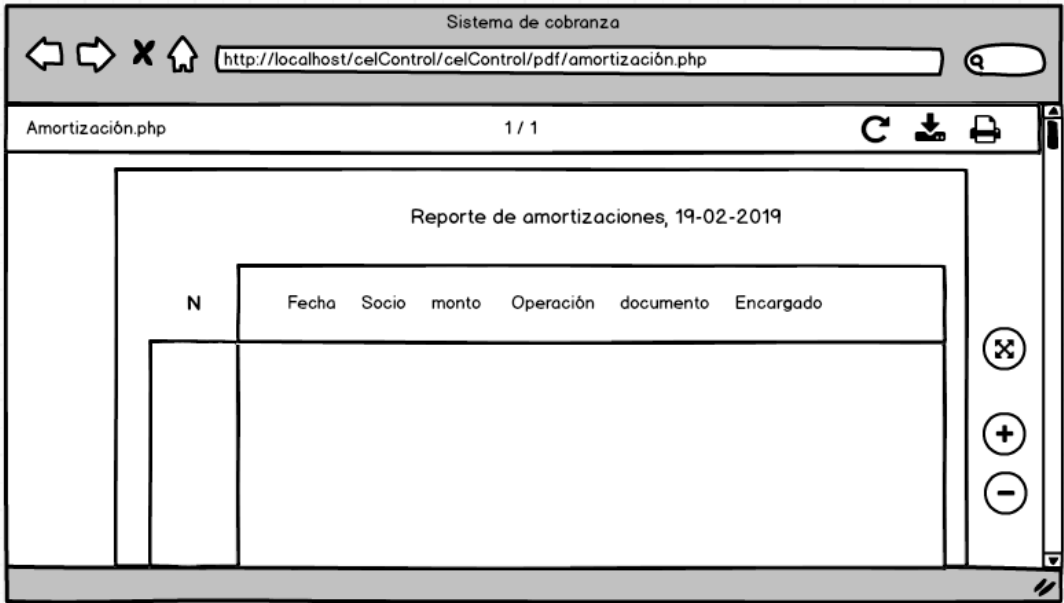 Sistema de cobranza
http://localhost/celControl/celControl/pdf/amortización.php
Amortización.php 1 / 1
Reporte de amortizaciones, 19-02-2019
N Fecha Socio monto Operación documento Encargado